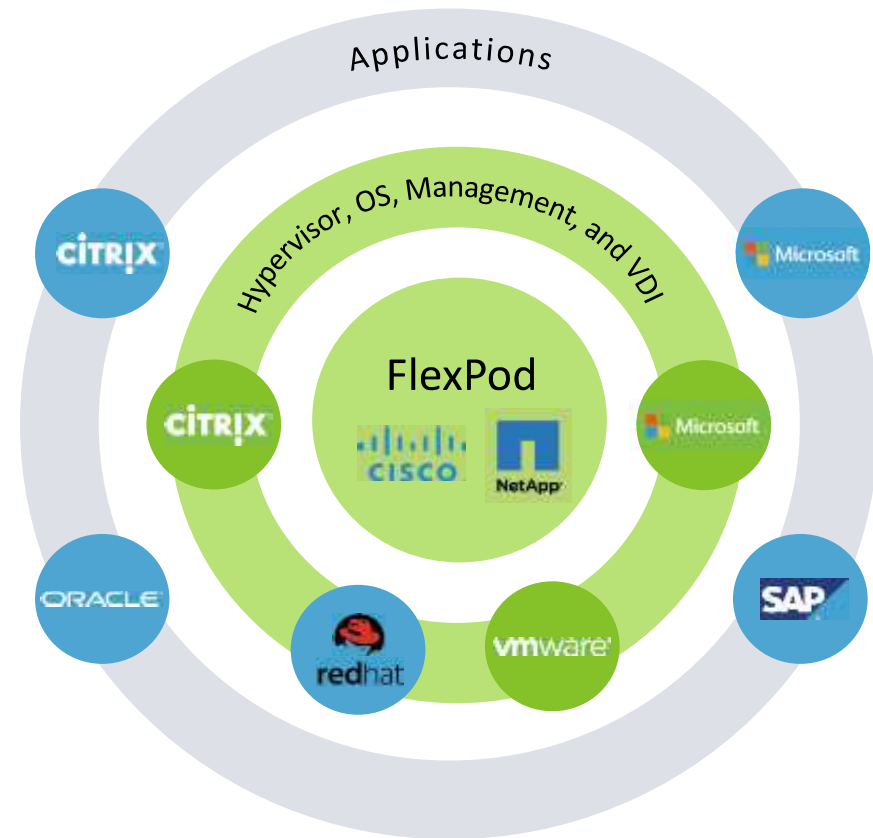 Applications
Hypervisor, OS, Management, and VDI
CITRIX
Microsoft
FlexPod
CITRIX
CISCO
NetApp
Microsoft
ORACLE
SAP
redhat
vmware